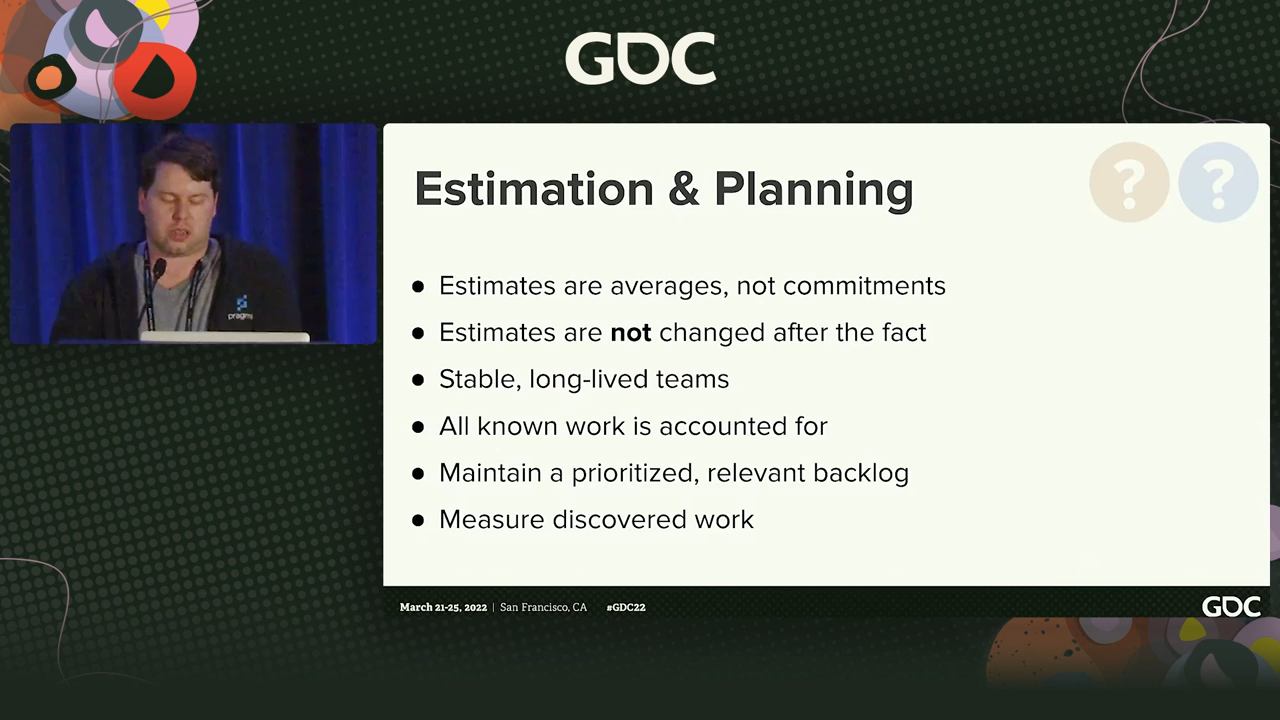 GDC
Estimation & Planning
? ?
● Estimates are averages, not commitments
● Estimates are not changed after the fact
● Stable, long-lived teams
● All known work is accounted for
● Maintain a prioritized, relevant backlog
● Measure discovered work
pragma
March 21-25, 2022 | San Francisco, CA #GDC22 GDC